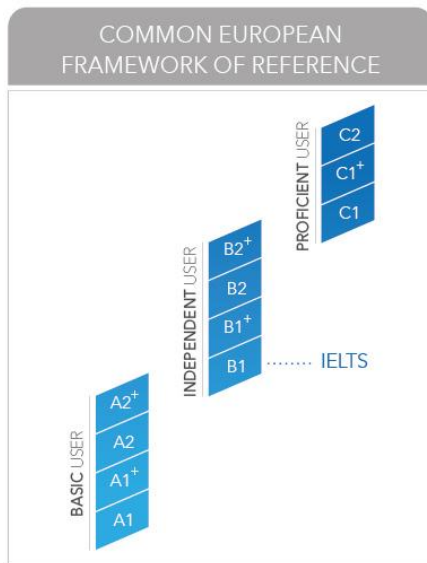 COMMON EUROPEAN
FRAMEWORK OF REFERENCE
PROFICIENT USER
C2
C1+
C1
INDEPENDENT USER
B2+
B2
B1+
B1 ........ IELTS
BASIC USER
A2+
A2
A1+
A1